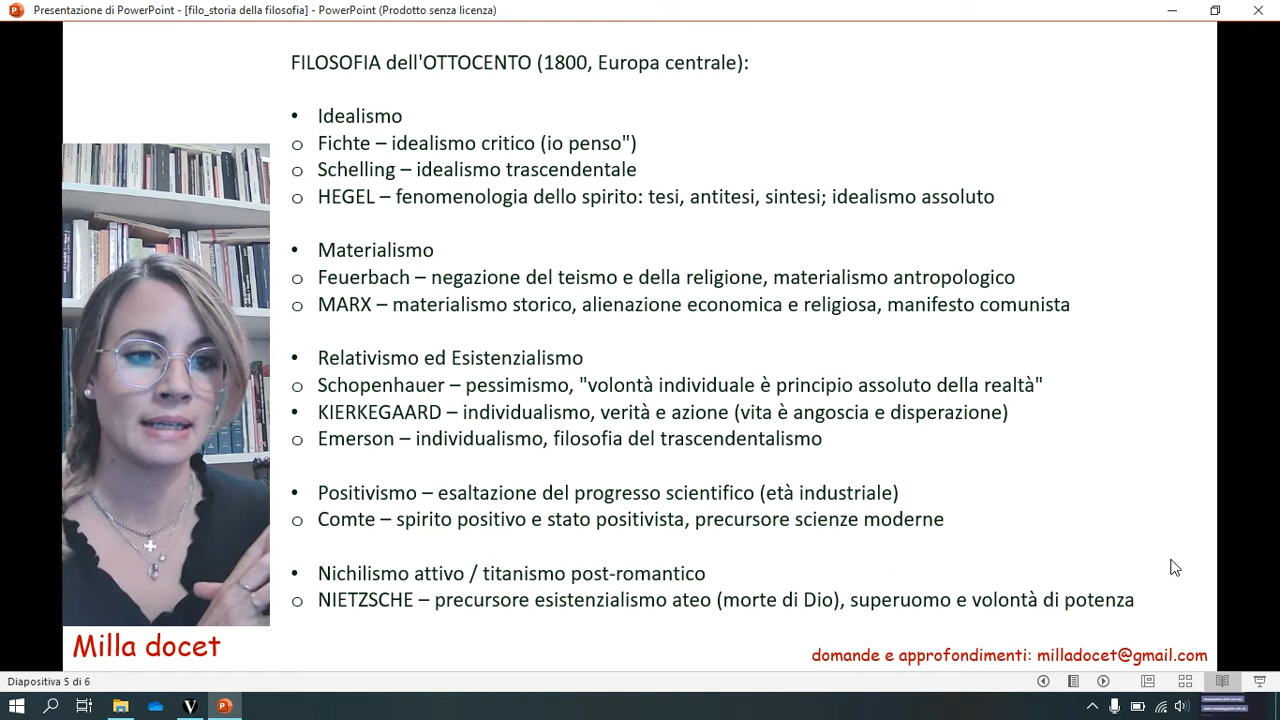 Presentazione di PowerPoint - [filo_storia della filosofia] - PowerPoint (Prodotto senza licenza)
FILOSOFIA dell'OTTOCENTO (1800, Europa centrale):
• Idealismo
o Fichte – idealismo critico (io penso")
o Schelling – idealismo trascendentale
o HEGEL – fenomenologia dello spirito: tesi, antitesi, sintesi; idealismo assoluto
• Materialismo
o Feuerbach – negazione del teismo e della religione, materialismo antropologico
o MARX – materialismo storico, alienazione economica e religiosa, manifesto comunista
• Relativismo ed Esistenzialismo
o Schopenhauer – pessimismo, "volontà individuale è principio assoluto della realtà"
• KIERKEGAARD – individualismo, verità e azione (vita è angoscia e disperazione)
o Emerson – individualismo, filosofia del trascendentalismo
• Positivismo – esaltazione del progresso scientifico (età industriale)
o Comte – spirito positivo e stato positivista, precursore scienze moderne
• Nichilismo attivo / titanismo post-romantico
o NIETZSCHE – precursore esistenzialismo ateo (morte di Dio), superuomo e volontà di potenza
Milla docet
domande e approfondimenti: milladocet@gmail.com
Diapositiva 5 di 6